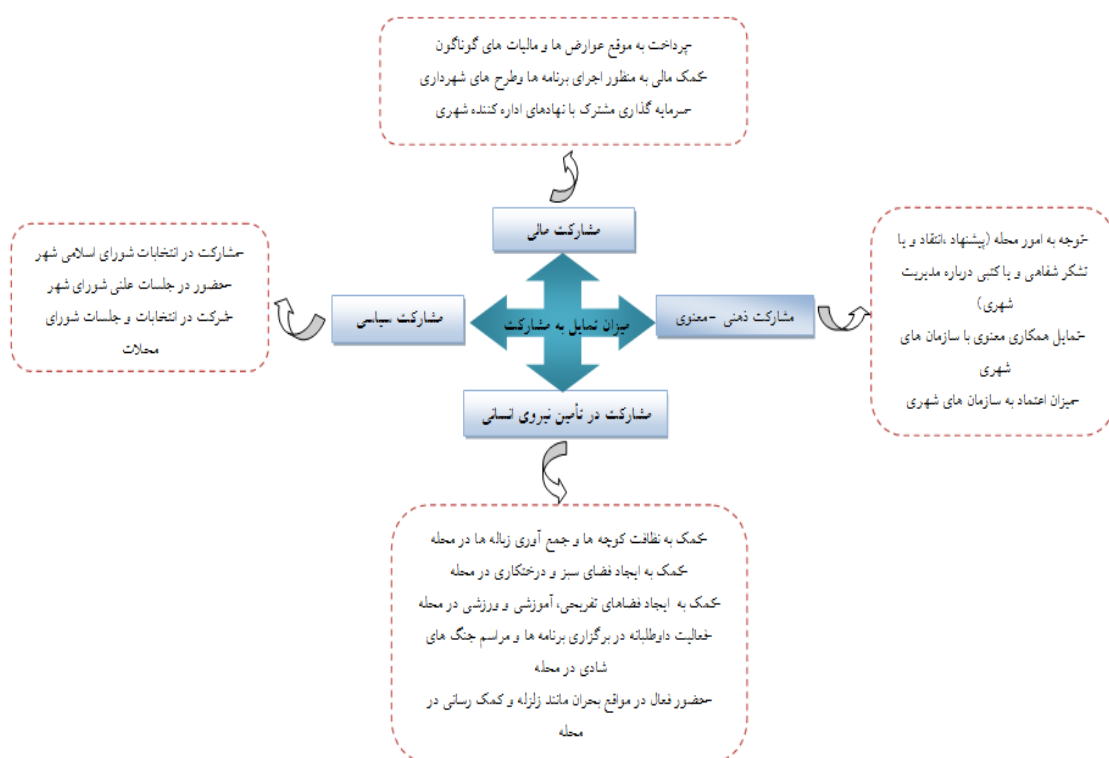 -پرداخت به موقع عوارض ها و مالیات های گوناگون
-کمک مالی به منظور اجرای برنامه ها وطرح های شهرداری
-سرمایه گذاری مشترک با نهادهای اداره کننده شهری
مشارکت مالی
-توجه به امور محله (پیشنهاد ،انتقاد و یا
تشکر شفاهی و یا کتبی درباره مدیریت
شهری)
-تمایل همکاری معنوی با سازمان های
شهری
-میزان اعتماد به سازمان های شهری
مشارکت ذهنی -معنوی
میزان تمایل به مشارکت
مشارکت سیاسی
-مشارکت در انتخابات شورای اسلامی شهر
-حضور در جلسات علنی شورای شهر
-شرکت در انتخابات و جلسات شورای
محلات
مشارکت در تأمین نیروی انسانی
-کمک به نظافت کوچه ها و جمع آوری زباله ها در محله
-کمک به ایجاد فضای سبز و درختکاری در محله
-کمک به ایجاد فضاهای تفریحی، آموزشی و ورزشی در محله
-فعالیت داوطلبانه در برگزاری برنامه ها و مراسم جنگ های
شادی در محله
-حضور فعال در مواقع بحران مانند زلزله و کمک رسانی در
محله